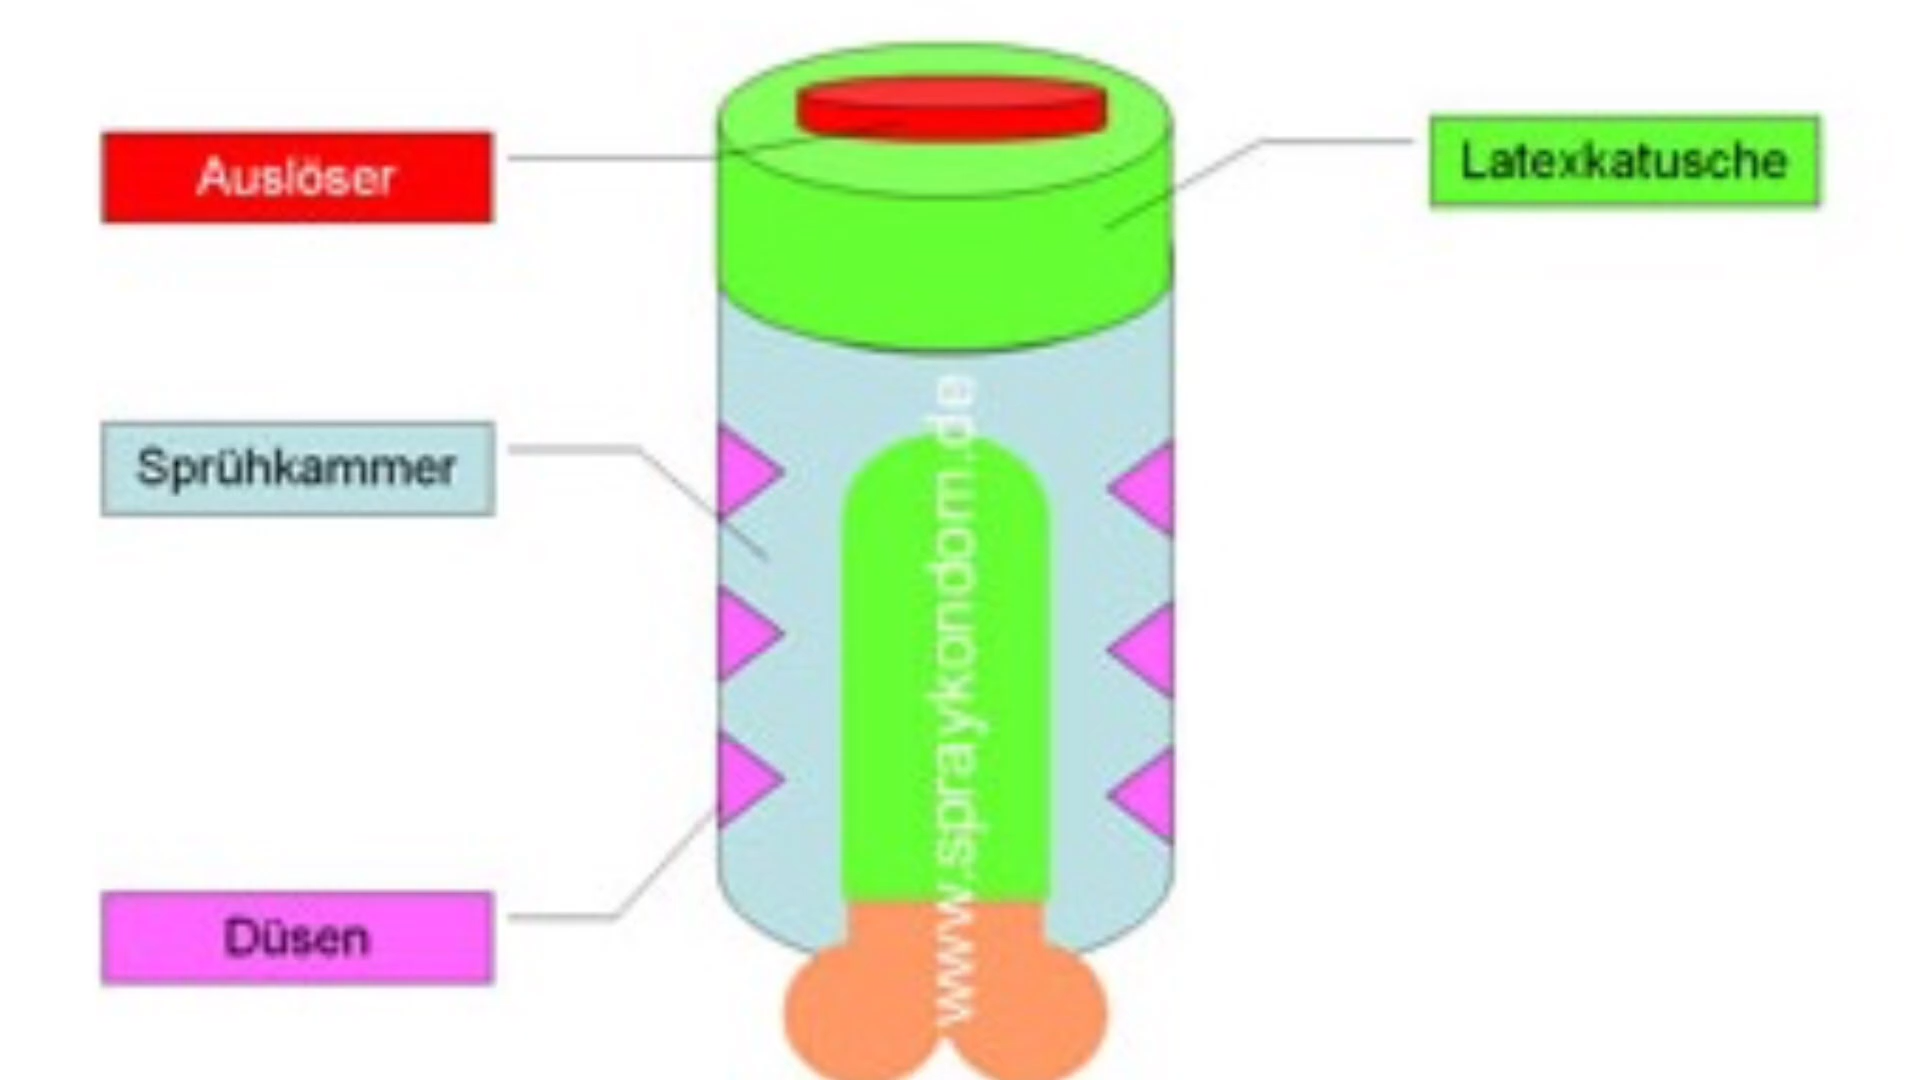 Auslöser
Latexkatusche
Sprühkammer
Düsen
www.spraykondom.de